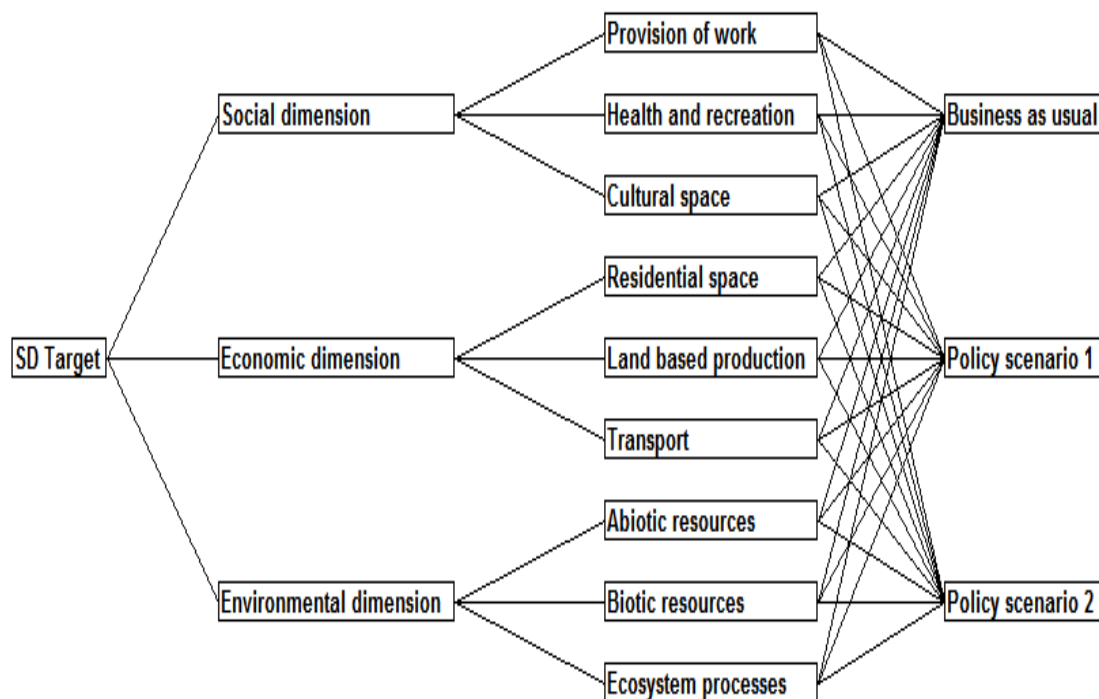 Provision of work
Social dimension
Health and recreation
Business as usual
Cultural space
Residential space
SD Target
Economic dimension
Land based production
Policy scenario 1
Transport
Abiotic resources
Environmental dimension
Biotic resources
Policy scenario 2
Ecosystem processes